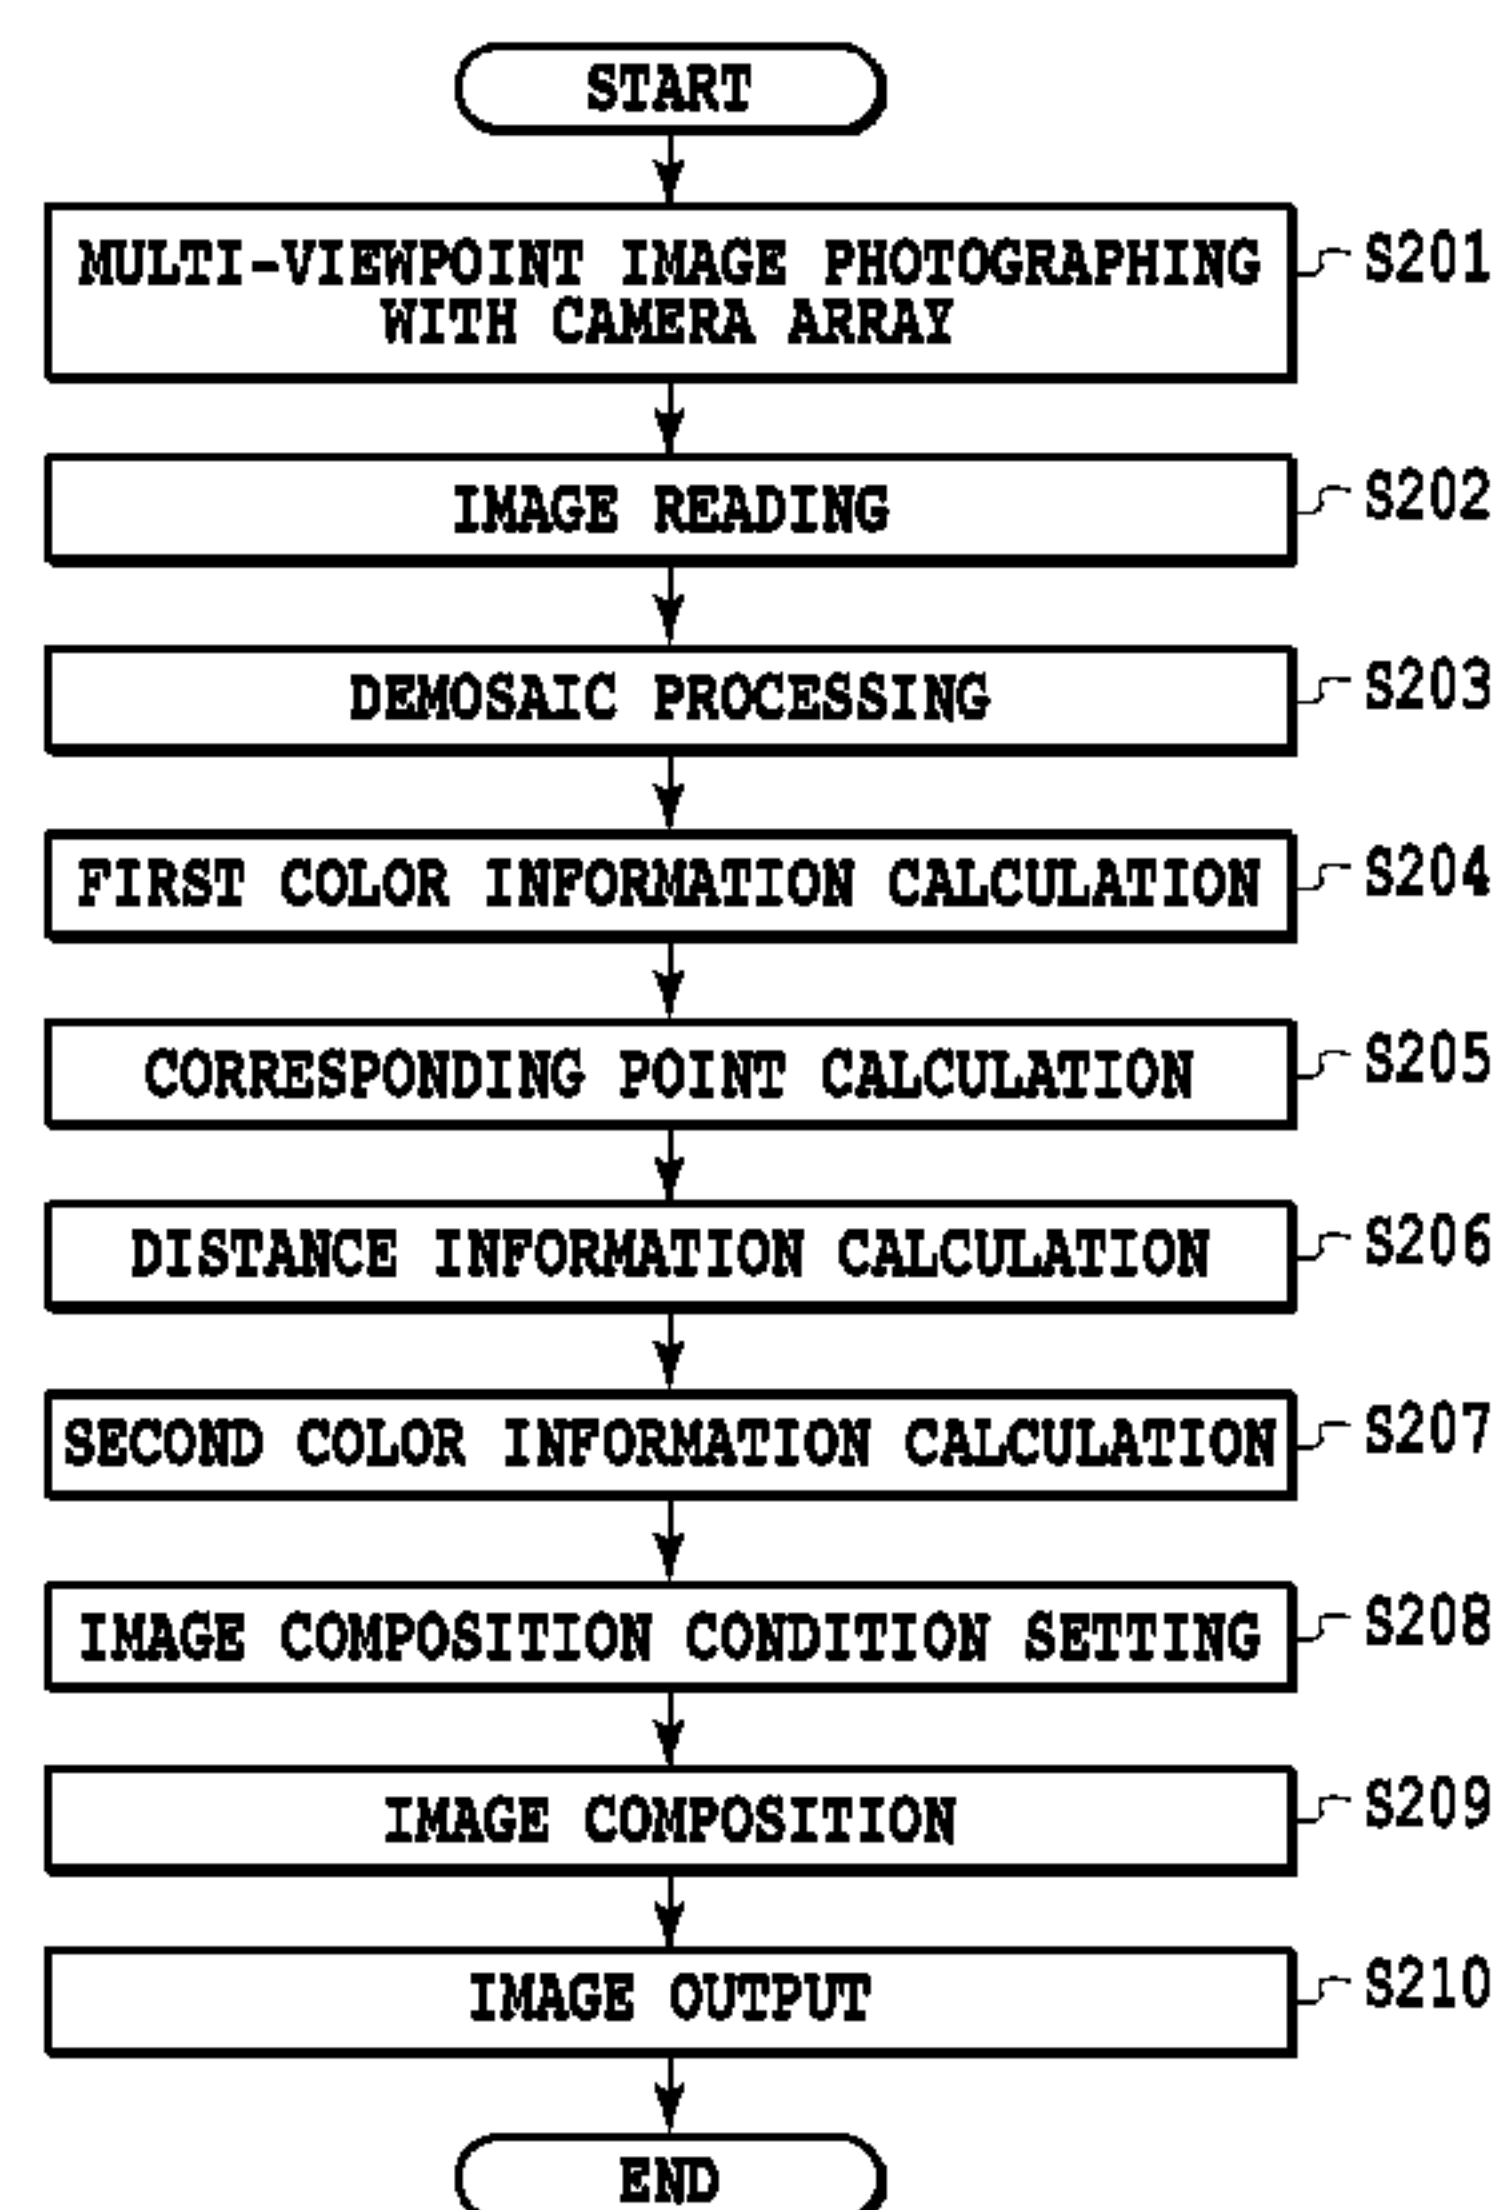 START
MULTI-VIEWPOINT IMAGE PHOTOGRAPHING
WITH CAMERA ARRAY
S201
IMAGE READING
S202
DEMOSAIC PROCESSING
S203
FIRST COLOR INFORMATION CALCULATION
S204
CORRESPONDING POINT CALCULATION
S205
DISTANCE INFORMATION CALCULATION
S206
SECOND COLOR INFORMATION CALCULATION
S207
IMAGE COMPOSITION CONDITION SETTING
S208
IMAGE COMPOSITION
S209
IMAGE OUTPUT
S210
END